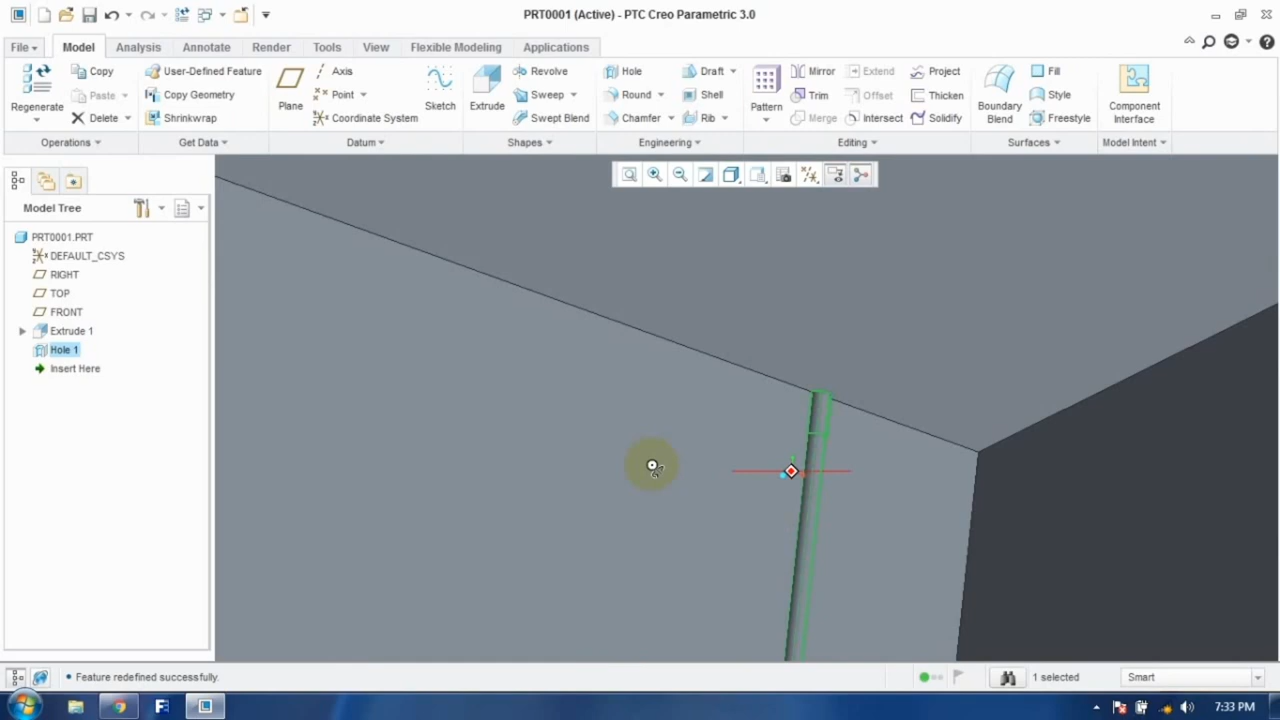 PRT0001 (Active) - PTC Creo Parametric 3.0
File Model Analysis Annotate Render Tools View Flexible Modeling Applications
Regenerate
Copy
Paste
Delete
Operations
User-Defined Feature
Copy Geometry
Shrinkwrap
Get Data
Plane
Axis
Point
Coordinate System
Datum
Sketch
Extrude
Revolve
Sweep
Swept Blend
Shapes
Hole
Round
Chamfer
Draft
Shell
Rib
Engineering
Pattern
Mirror
Trim
Merge
Extend
Offset
Intersect
Project
Thicken
Solidify
Editing
Boundary
Blend
Fill
Style
Freestyle
Surfaces
Component
Interface
Model Intent
Model Tree
PRT0001.PRT
DEFAULT_CSYS
RIGHT
TOP
FRONT
Extrude 1
Hole 1
Insert Here
Feature redefined successfully.
1 selected
Smart
7:33 PM